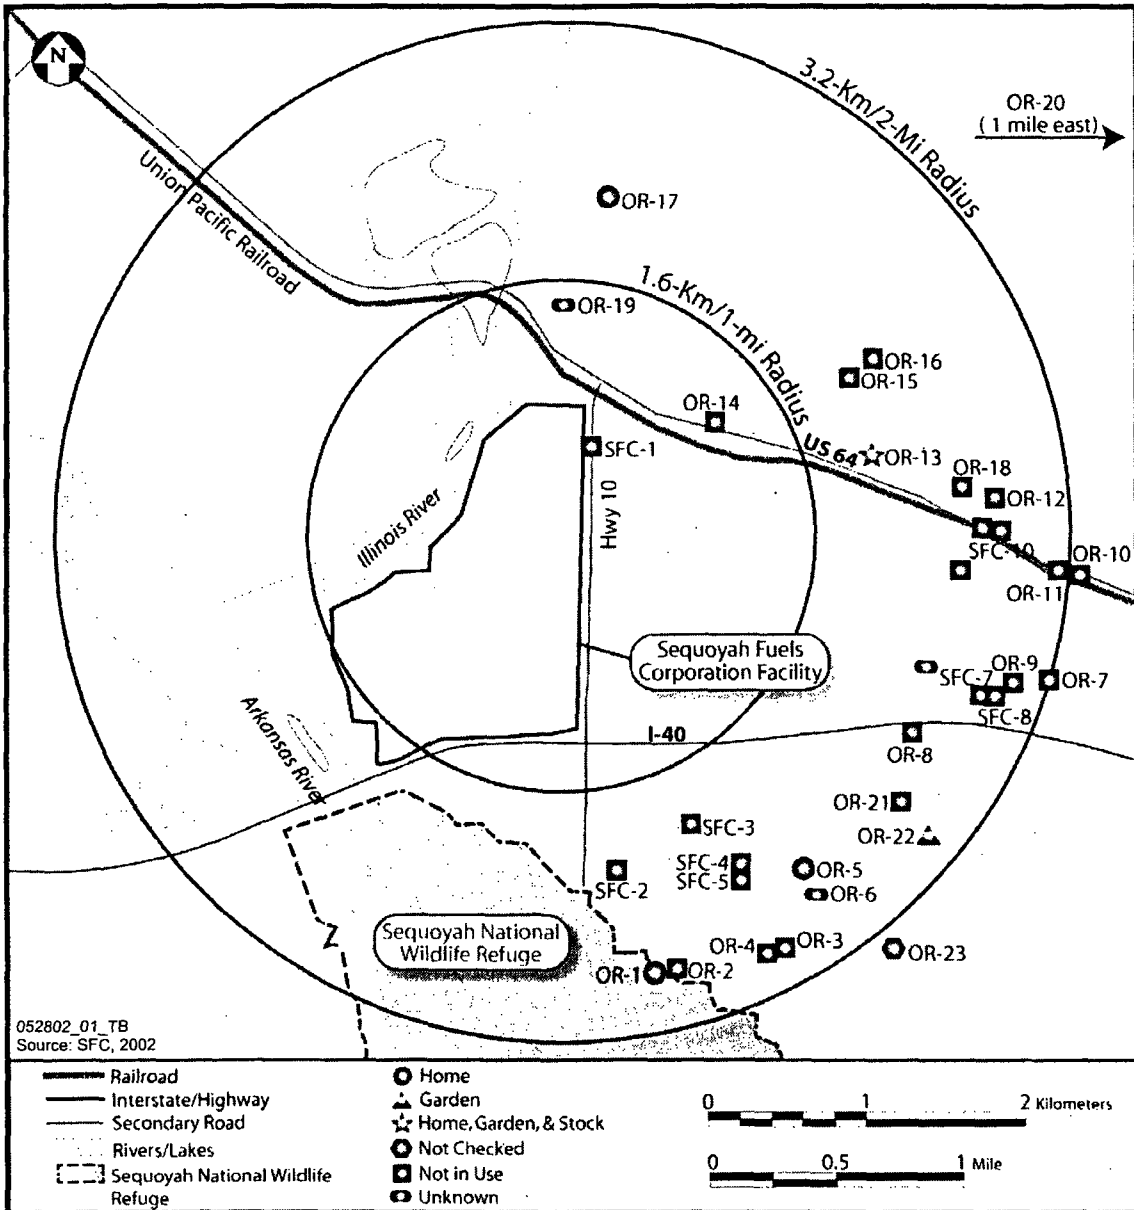 N
3.2-Km/2-Mi Radius
OR-20
( 1 mile east)
Union Pacific Railroad
OR-17
1.6-Km/1-mi Radius
OR-19
OR-16
OR-15
OR-14
US 64
OR-13
SFC-1
OR-18
OR-12
Illinois River
Hwy 10
SFC-10
OR-10
OR-11
Sequoyah Fuels
Corporation Facility
SFC-7
OR-9
OR-7
SFC-8
Arkansas River
I-40
OR-8
OR-21
SFC-3
OR-22
SFC-4
OR-5
SFC-5
SFC-2
OR-6
Sequoyah National
Wildlife Refuge
OR-4
OR-3
OR-23
OR-1
OR-2
052802_01_TB
Source: SFC, 2002
Railroad
Interstate/Highway
Secondary Road
Rivers/Lakes
Sequoyah National Wildlife
Refuge
Home
Garden
Home, Garden, & Stock
Not Checked
Not in Use
Unknown
0 1 2 Kilometers
0 0.5 1 Mile